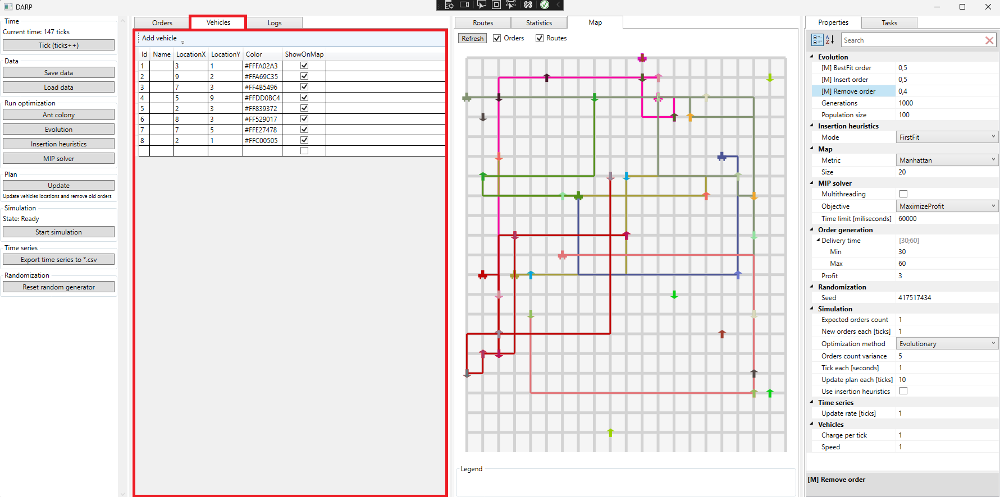 DARP
Time
Current time: 147 ticks
Tick (ticks++)
Data
Save data
Load data
Run optimization
Ant colony
Evolution
Insertion heuristics
MIP solver
Plan
Update
Update vehicles locations and remove old orders
Simulation
State: Ready
Start simulation
Time series
Export time series to *.csv
Randomization
Reset random generator
Orders Vehicles Logs
Add vehicle
Id Name LocationX LocationY Color ShowOnMap
1 3 1 #FFFA02A3
2 9 2 #FFA69C35
3 7 3 #FF4B5496
4 5 9 #FFDD0BC4
5 2 3 #FF839372
6 8 3 #FF529017
7 7 5 #FFE27478
8 2 1 #FFC00505
Routes Statistics Map
Refresh Orders Routes
Legend
Properties Tasks
Search
Evolution
[M] BestFit order 0,5
[M] Insert order 0,5
[M] Remove order 0,4
Generations 1000
Population size 100
Insertion heuristics
Mode FirstFit
Map
Metric Manhattan
Size 20
MIP solver
Multithreading
Objective MaximizeProfit
Time limit [miliseconds] 60000
Order generation
Delivery time [30;60]
Min 30
Max 60
Profit 3
Randomization
Seed 417517434
Simulation
Expected orders count 1
New orders each [ticks] 1
Optimization method Evolutionary
Orders count variance 5
Tick each [seconds] 1
Update plan each [ticks] 10
Use insertion heuristics
Time series
Update rate [ticks] 1
Vehicles
Charge per tick 1
Speed 1
[M] Remove order